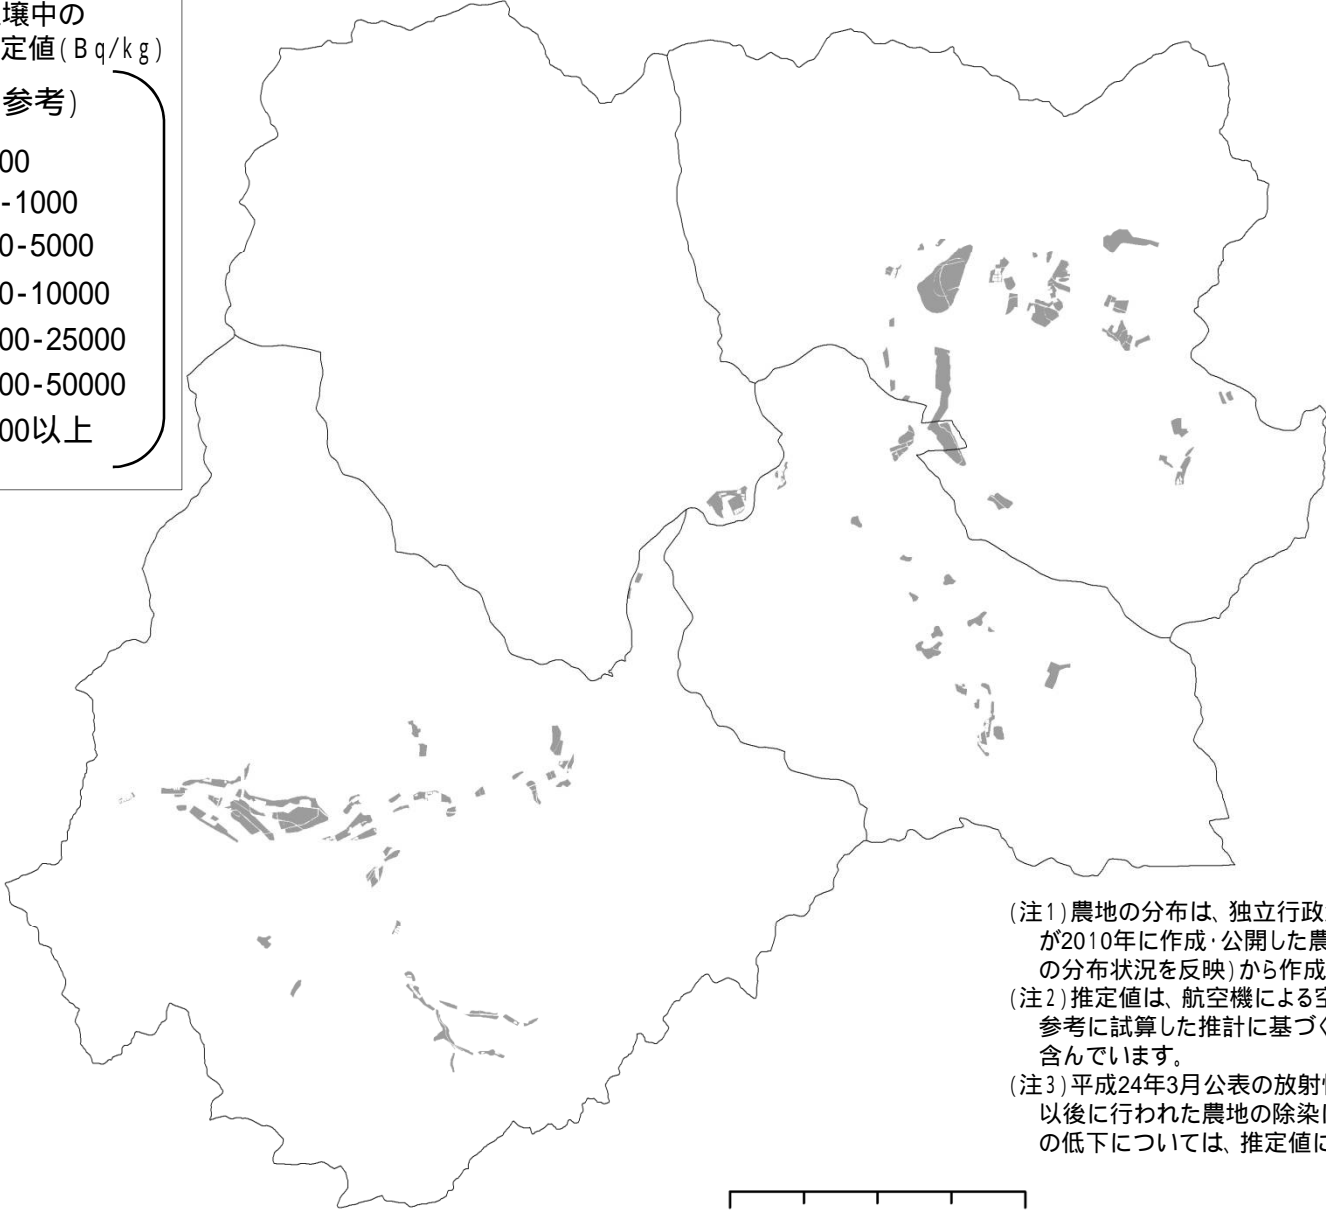 壌中の
定値(Bq/kg)
参考)
00
-1000
0-5000
0-10000
00-25000
00-50000
00以上
(注1)農地の分布は、独立行政
が2010年に作成・公開した農
の分布状況を反映)から作成
(注2)推定値は、航空機による空
参考に試算した推計に基づく
含んでいます。
(注3)平成24年3月公表の放射性
以後に行われた農地の除染に
の低下については、推定値に